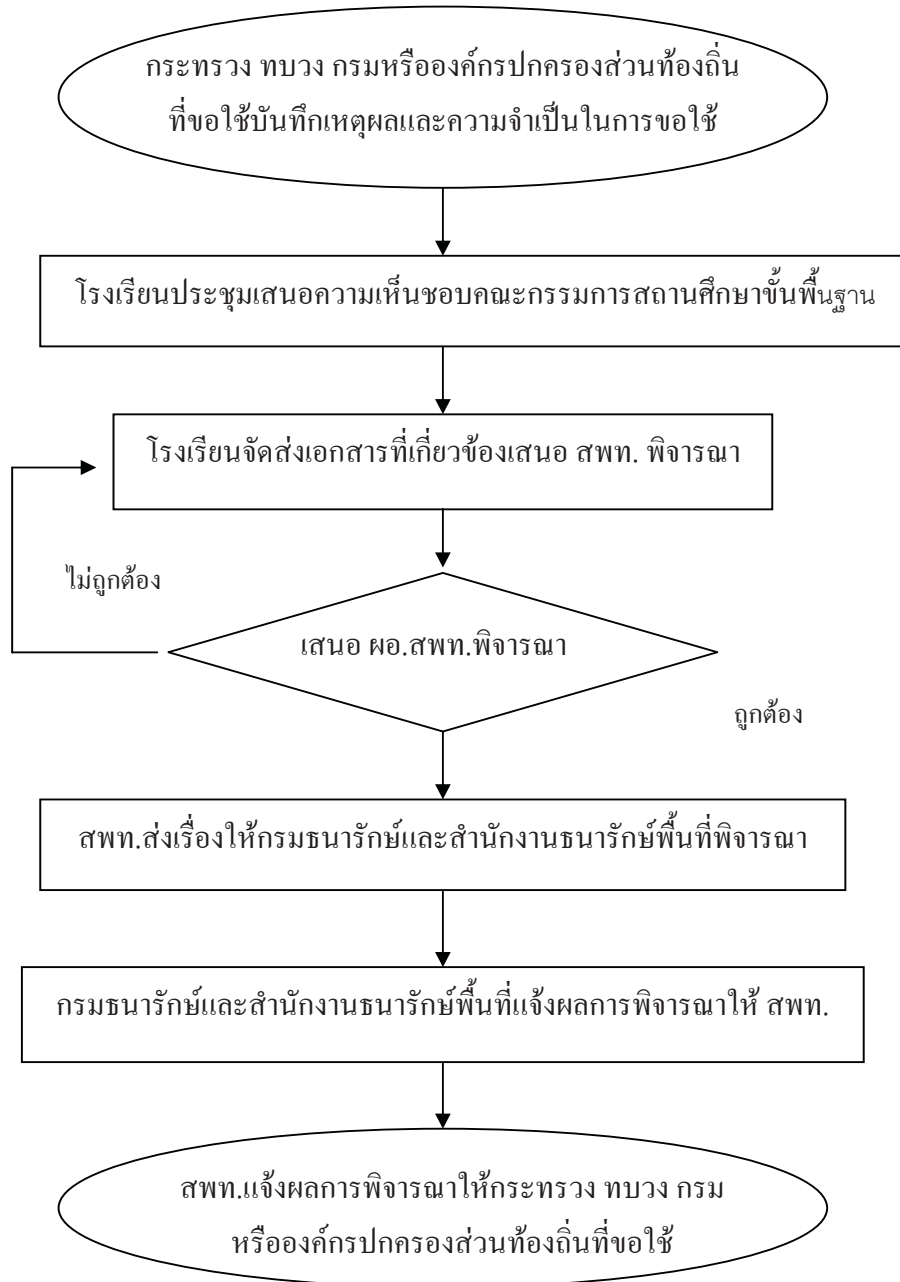 กระทรวง ทบวง กรมหรือองค์กรปกครองส่วนท้องถิ่น
ที่ขอใช้บันทึกเหตุผลและความจำเป็นในการขอใช้
โรงเรียนประชุมเสนอความเห็นชอบคณะกรรมการสถานศึกษาขั้นพื้นฐาน
โรงเรียนจัดส่งเอกสารที่เกี่ยวข้องเสนอ สพท. พิจารณา
ไม่ถูกต้อง
เสนอ ผอ.สพท.พิจารณา
ถูกต้อง
สพท.ส่งเรื่องให้กรมธนารักษ์และสำนักงานธนารักษ์พื้นที่พิจารณา
กรมธนารักษ์และสำนักงานธนารักษ์พื้นที่แจ้งผลการพิจารณาให้ สพท.
สพท.แจ้งผลการพิจารณาให้กระทรวง ทบวง กรม
หรือองค์กรปกครองส่วนท้องถิ่นที่ขอใช้